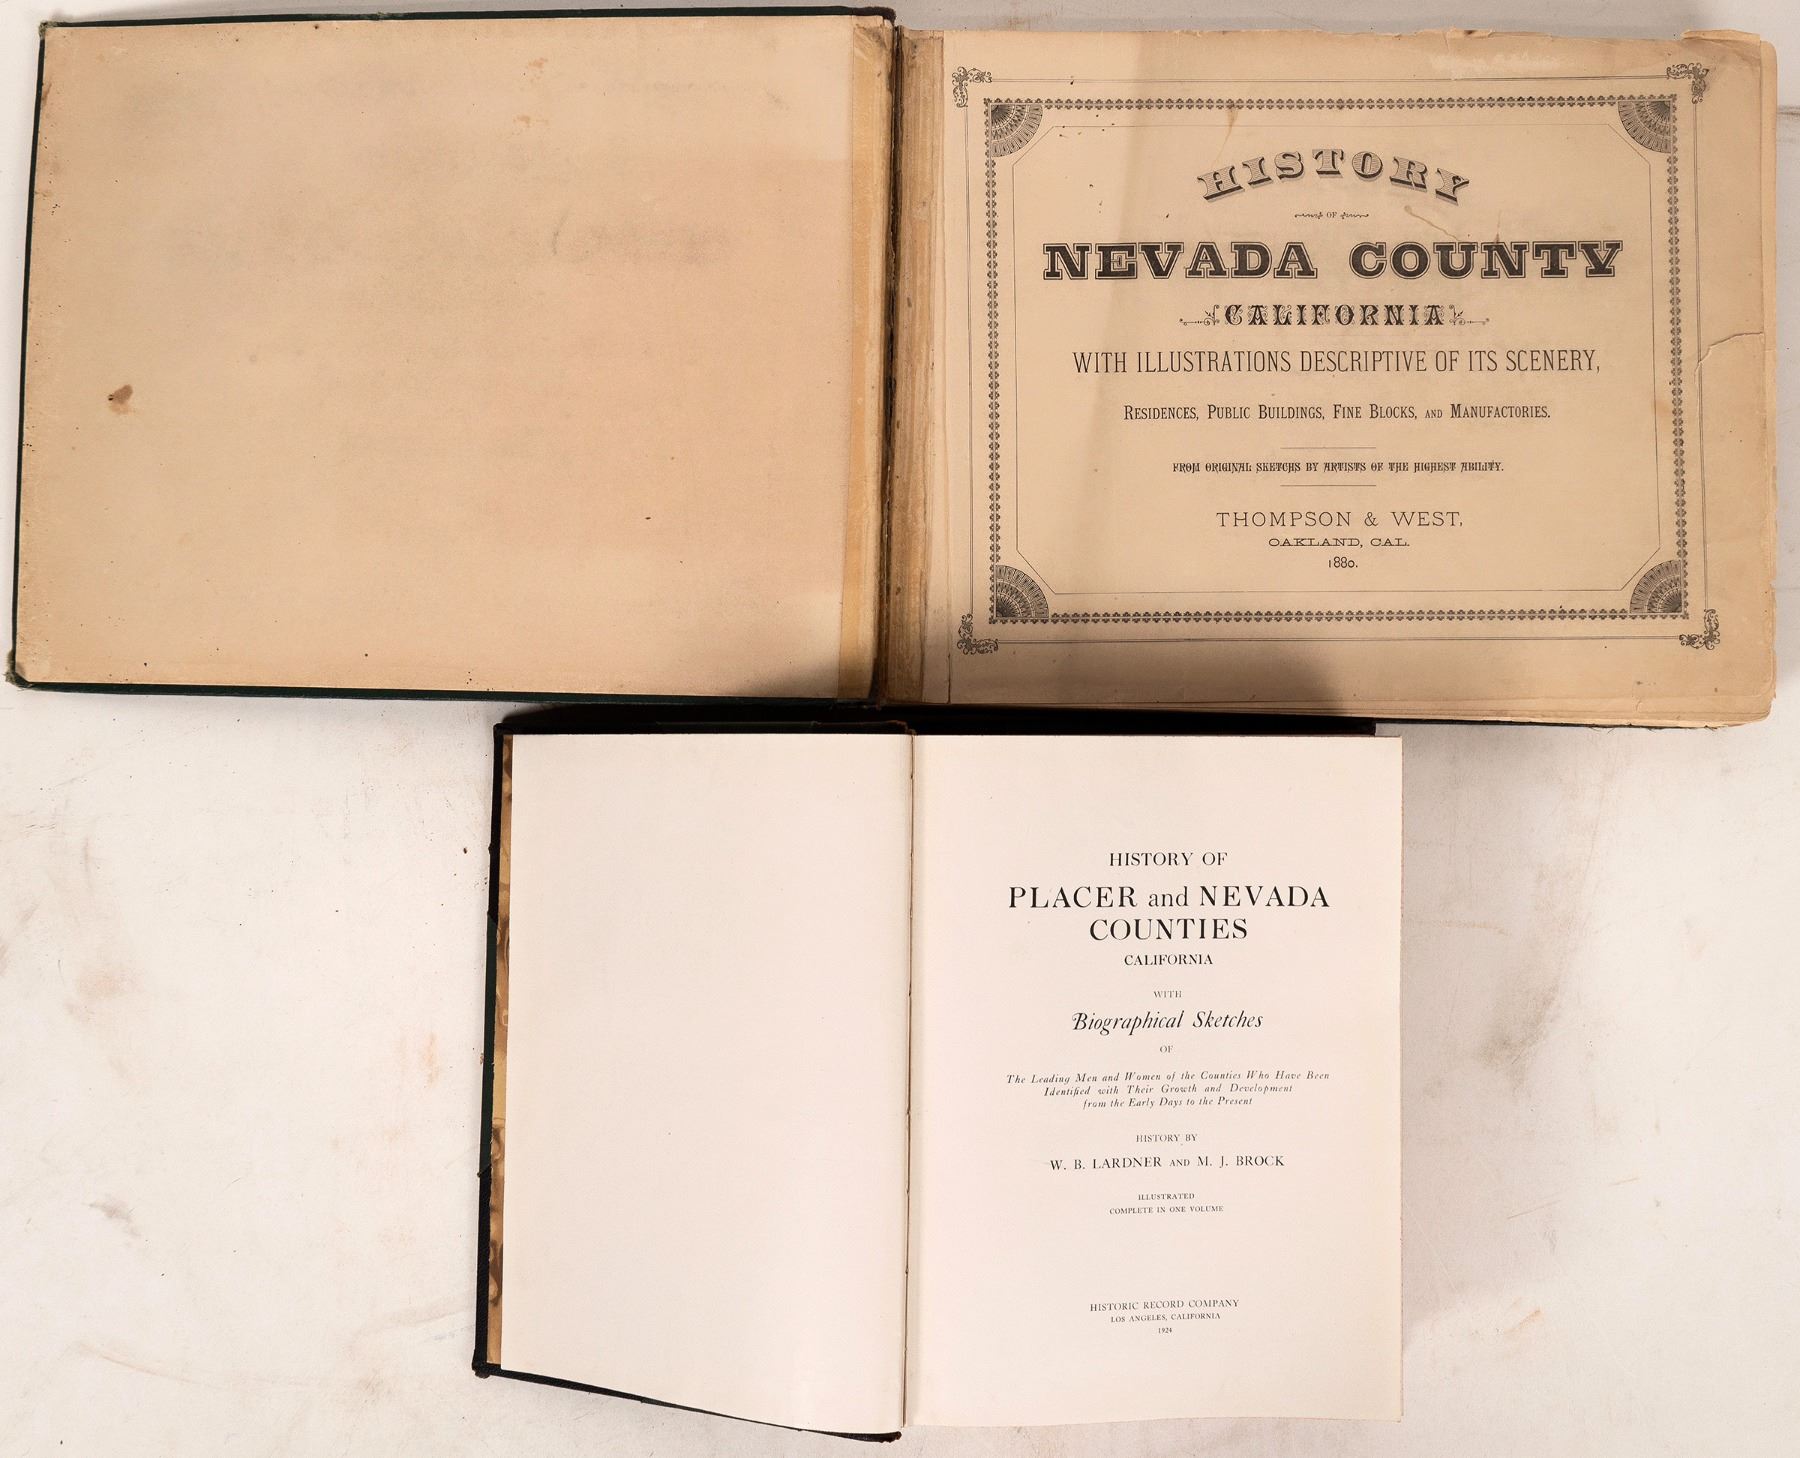 HISTORY
OF
NEVADA COUNTY
CALIFORNIA
WITH ILLUSTRATIONS DESCRIPTIVE OF ITS SCENERY,
RESIDENCES, PUBLIC BUILDINGS, FINE BLOCKS, AND MANUFACTORIES.
FROM ORIGINAL SKETCHS BY ARTISTS OF THE HIGHEST ABILITY.
THOMPSON & WEST,
OAKLAND, CAL.
1880.
HISTORY OF
PLACER and NEVADA
COUNTIES
CALIFORNIA
WITH
Biographical Sketches
OF
The Leading Men and Women of the Counties Who Have Been
Identified with Their Growth and Development
from the Early Days to the Present
HISTORY BY
W. B. LARDNER AND M. J. BROCK
ILLUSTRATED
COMPLETE IN ONE VOLUME
HISTORIC RECORD COMPANY
LOS ANGELES, CALIFORNIA
1924